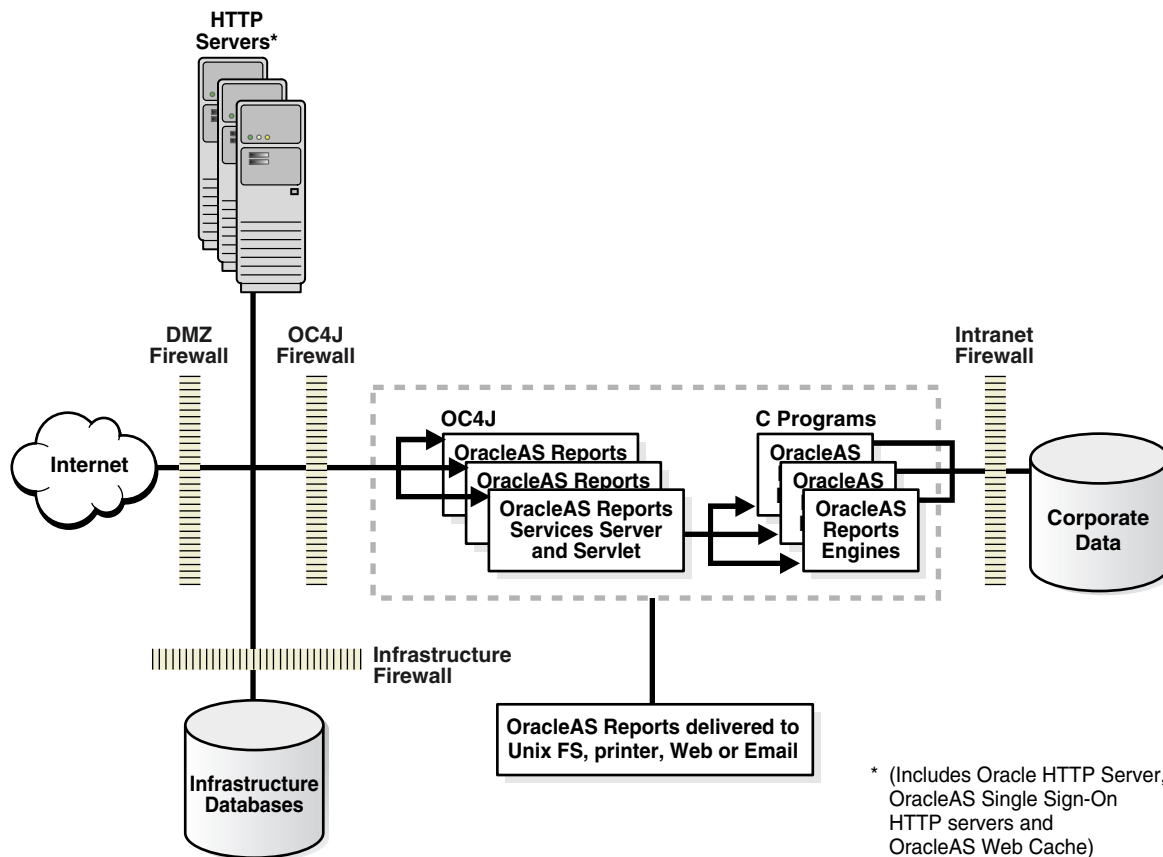 HTTP
Servers*
DMZ
Firewall
OC4J
Firewall
Intranet
Firewall
Internet
OC4J
OracleAS Reports
OracleAS Reports
OracleAS Reports
Services Server
and Servlet
C Programs
OracleAS
OracleAS
OracleAS
Reports
Engines
Corporate
Data
Infrastructure
Firewall
Infrastructure
Databases
OracleAS Reports delivered to
Unix FS, printer, Web or Email
* (Includes Oracle HTTP Server,
OracleAS Single Sign-On
HTTP servers and
OracleAS Web Cache)